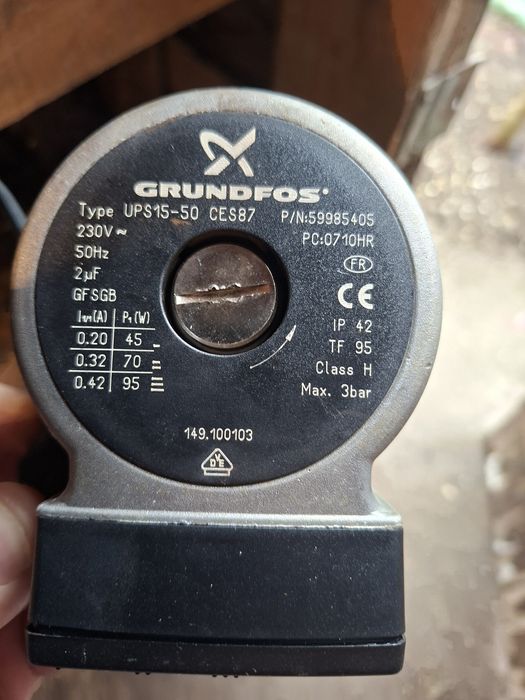 GRUNDFOS
Type UPS15-50 CES87 P/N:59985405
230V~ PC:0710HR
50Hz
2µF FR
GFSGB CE
I1/1(A) P1(W) IP 42
0.20 45 TF 95
0.32 70 Class H
0.42 95 Max. 3bar
149.100103
VDE